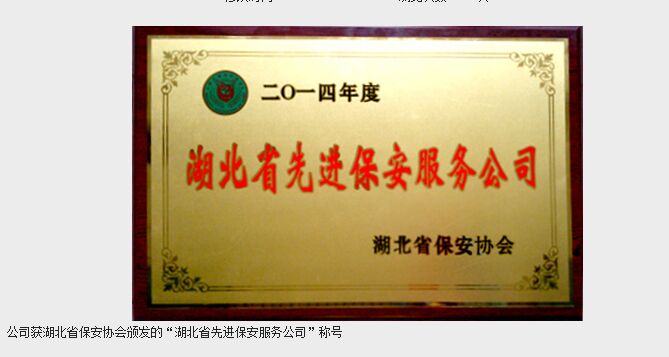 二〇一四年度
湖北省先进保安服务公司
湖北省保安协会
公司获湖北省保安协会颁发的“湖北省先进保安服务公司”称号